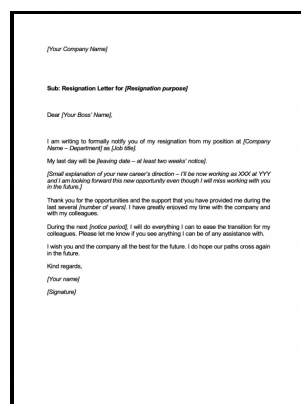 [Your Company Name]
Sub: Resignation Letter for [Resignation purpose]
Dear [Your Boss' Name],
I am writing to formally notify you of my resignation from my position at [Company
Name – Department] as [Job title].
My last day will be [leaving date – at least two weeks' notice].
[Small explanation of your new career's direction – I'll be now working as XXX at YYY
and I am looking forward this new opportunity even though I will miss working with you
in the future.]
Thank you for the opportunities and the support that you have provided me during the
last several [number of years]. I have greatly enjoyed my time with the company and
with my colleagues.
During the next [notice period], I will do everything I can to ease the transition for my
colleagues. Please let me know if you see anything I can be of any assistance with.
I wish you and the company all the best for the future. I do hope our paths cross again
in the future.
Kind regards,
[Your name]
[Signature]